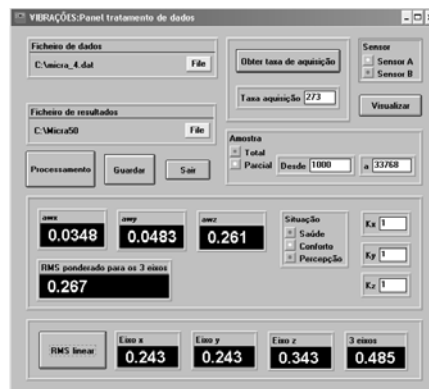 VIBRAÇÕES:Panel tratamento de dados
Ficheiro de dados
C:\micra_4.dat File
Obter taxa de aquisição
Taxa aquisição 273
Sensor
Sensor A
Sensor B
Visualizar
Ficheiro de resultados
C:\Micra50 File
Processamento Guardar Sair
Amostra
Total
Parcial Desde 1000 a 33768
awx awy awz
0.0348 0.0483 0.261
RMS ponderado para os 3 eixos
0.267
Situação
Saúde
Conforto
Percepção
Kx 1
Ky 1
Kz 1
RMS linear
Eixo x Eixo y Eixo z 3 eixos
0.243 0.243 0.343 0.485